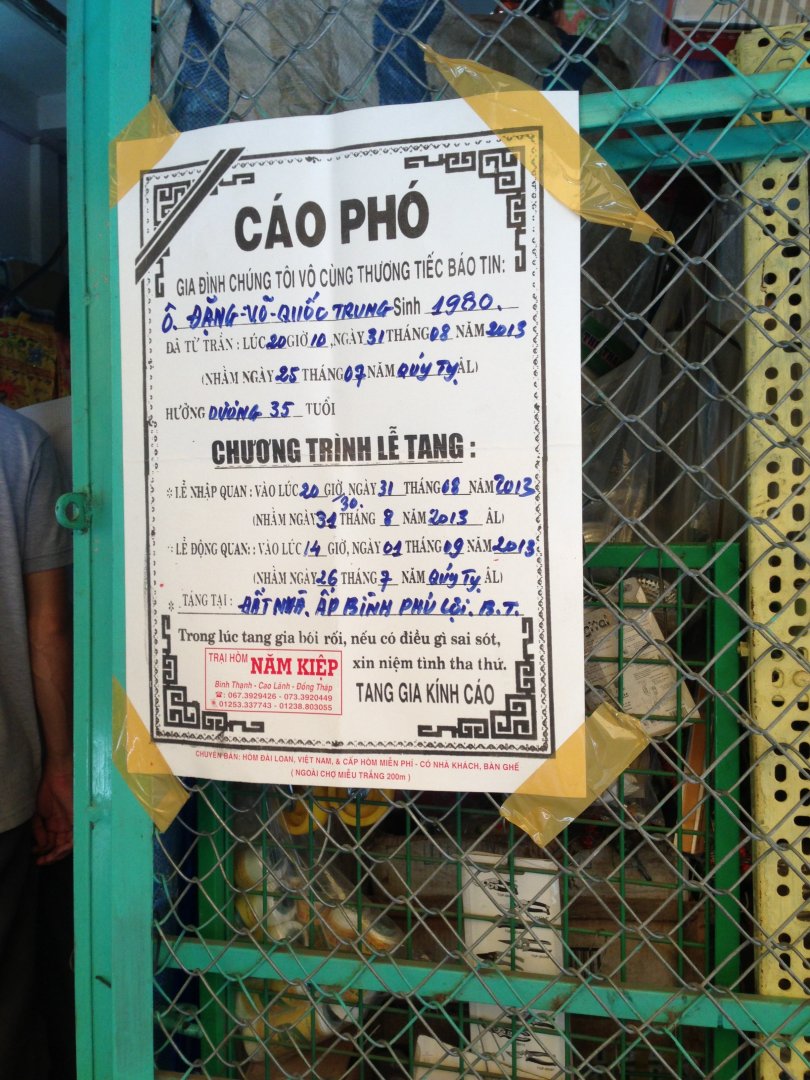 CÁO PHÓ
GIA ĐÌNH CHÚNG TÔI VÔ CÙNG THƯƠNG TIẾC BÁO TIN:
Ô. ĐẶNG-VÕ-QUỐC TRUNG Sinh 1980.
ĐÃ TỪ TRẦN : LÚC 20 GIỜ 10, NGÀY 31 THÁNG 08 NĂM 2013
(NHẰM NGÀY 25 THÁNG 07 NĂM QUÝ TỴ ÂL)
HƯỞNG DƯƠNG 35 TUỔI
CHƯƠNG TRÌNH LỄ TANG :
* LỄ NHẬP QUAN : VÀO LÚC 20 GIỜ, NGÀY 31 THÁNG 08 NĂM 2013
30.
(NHẰM NGÀY 31 THÁNG 8 NĂM 2013 ÂL)
* LỄ ĐỘNG QUAN: : VÀO LÚC 14 GIỜ, NGÀY 01 THÁNG 09 NĂM 2013
(NHẰM NGÀY 26 THÁNG 7 NĂM QUÝ TỴ ÂL)
* TÁNG TẠI : ĐẤT NHÀ. ẤP BÌNH PHÚ LỢI. B.T.
Trong lúc tang gia bối rối, nếu có điều gì sai sót,
xin niệm tình tha thứ.
TANG GIA KÍNH CÁO
TRẠI HÒM NĂM KIỆP
Bình Thạnh - Cao Lãnh - Đồng Tháp
☎: 067.3929426 - 073.3920449
01253.337743 - 01238.803055
CHUYÊN BÁN: HÒM ĐÀI LOAN, VIỆT NAM, & CẤP HÒM MIỄN PHÍ - CÓ NHÀ KHÁCH, BÀN GHẾ
( NGOÀI CHỢ MIỄU TRẮNG 200m )